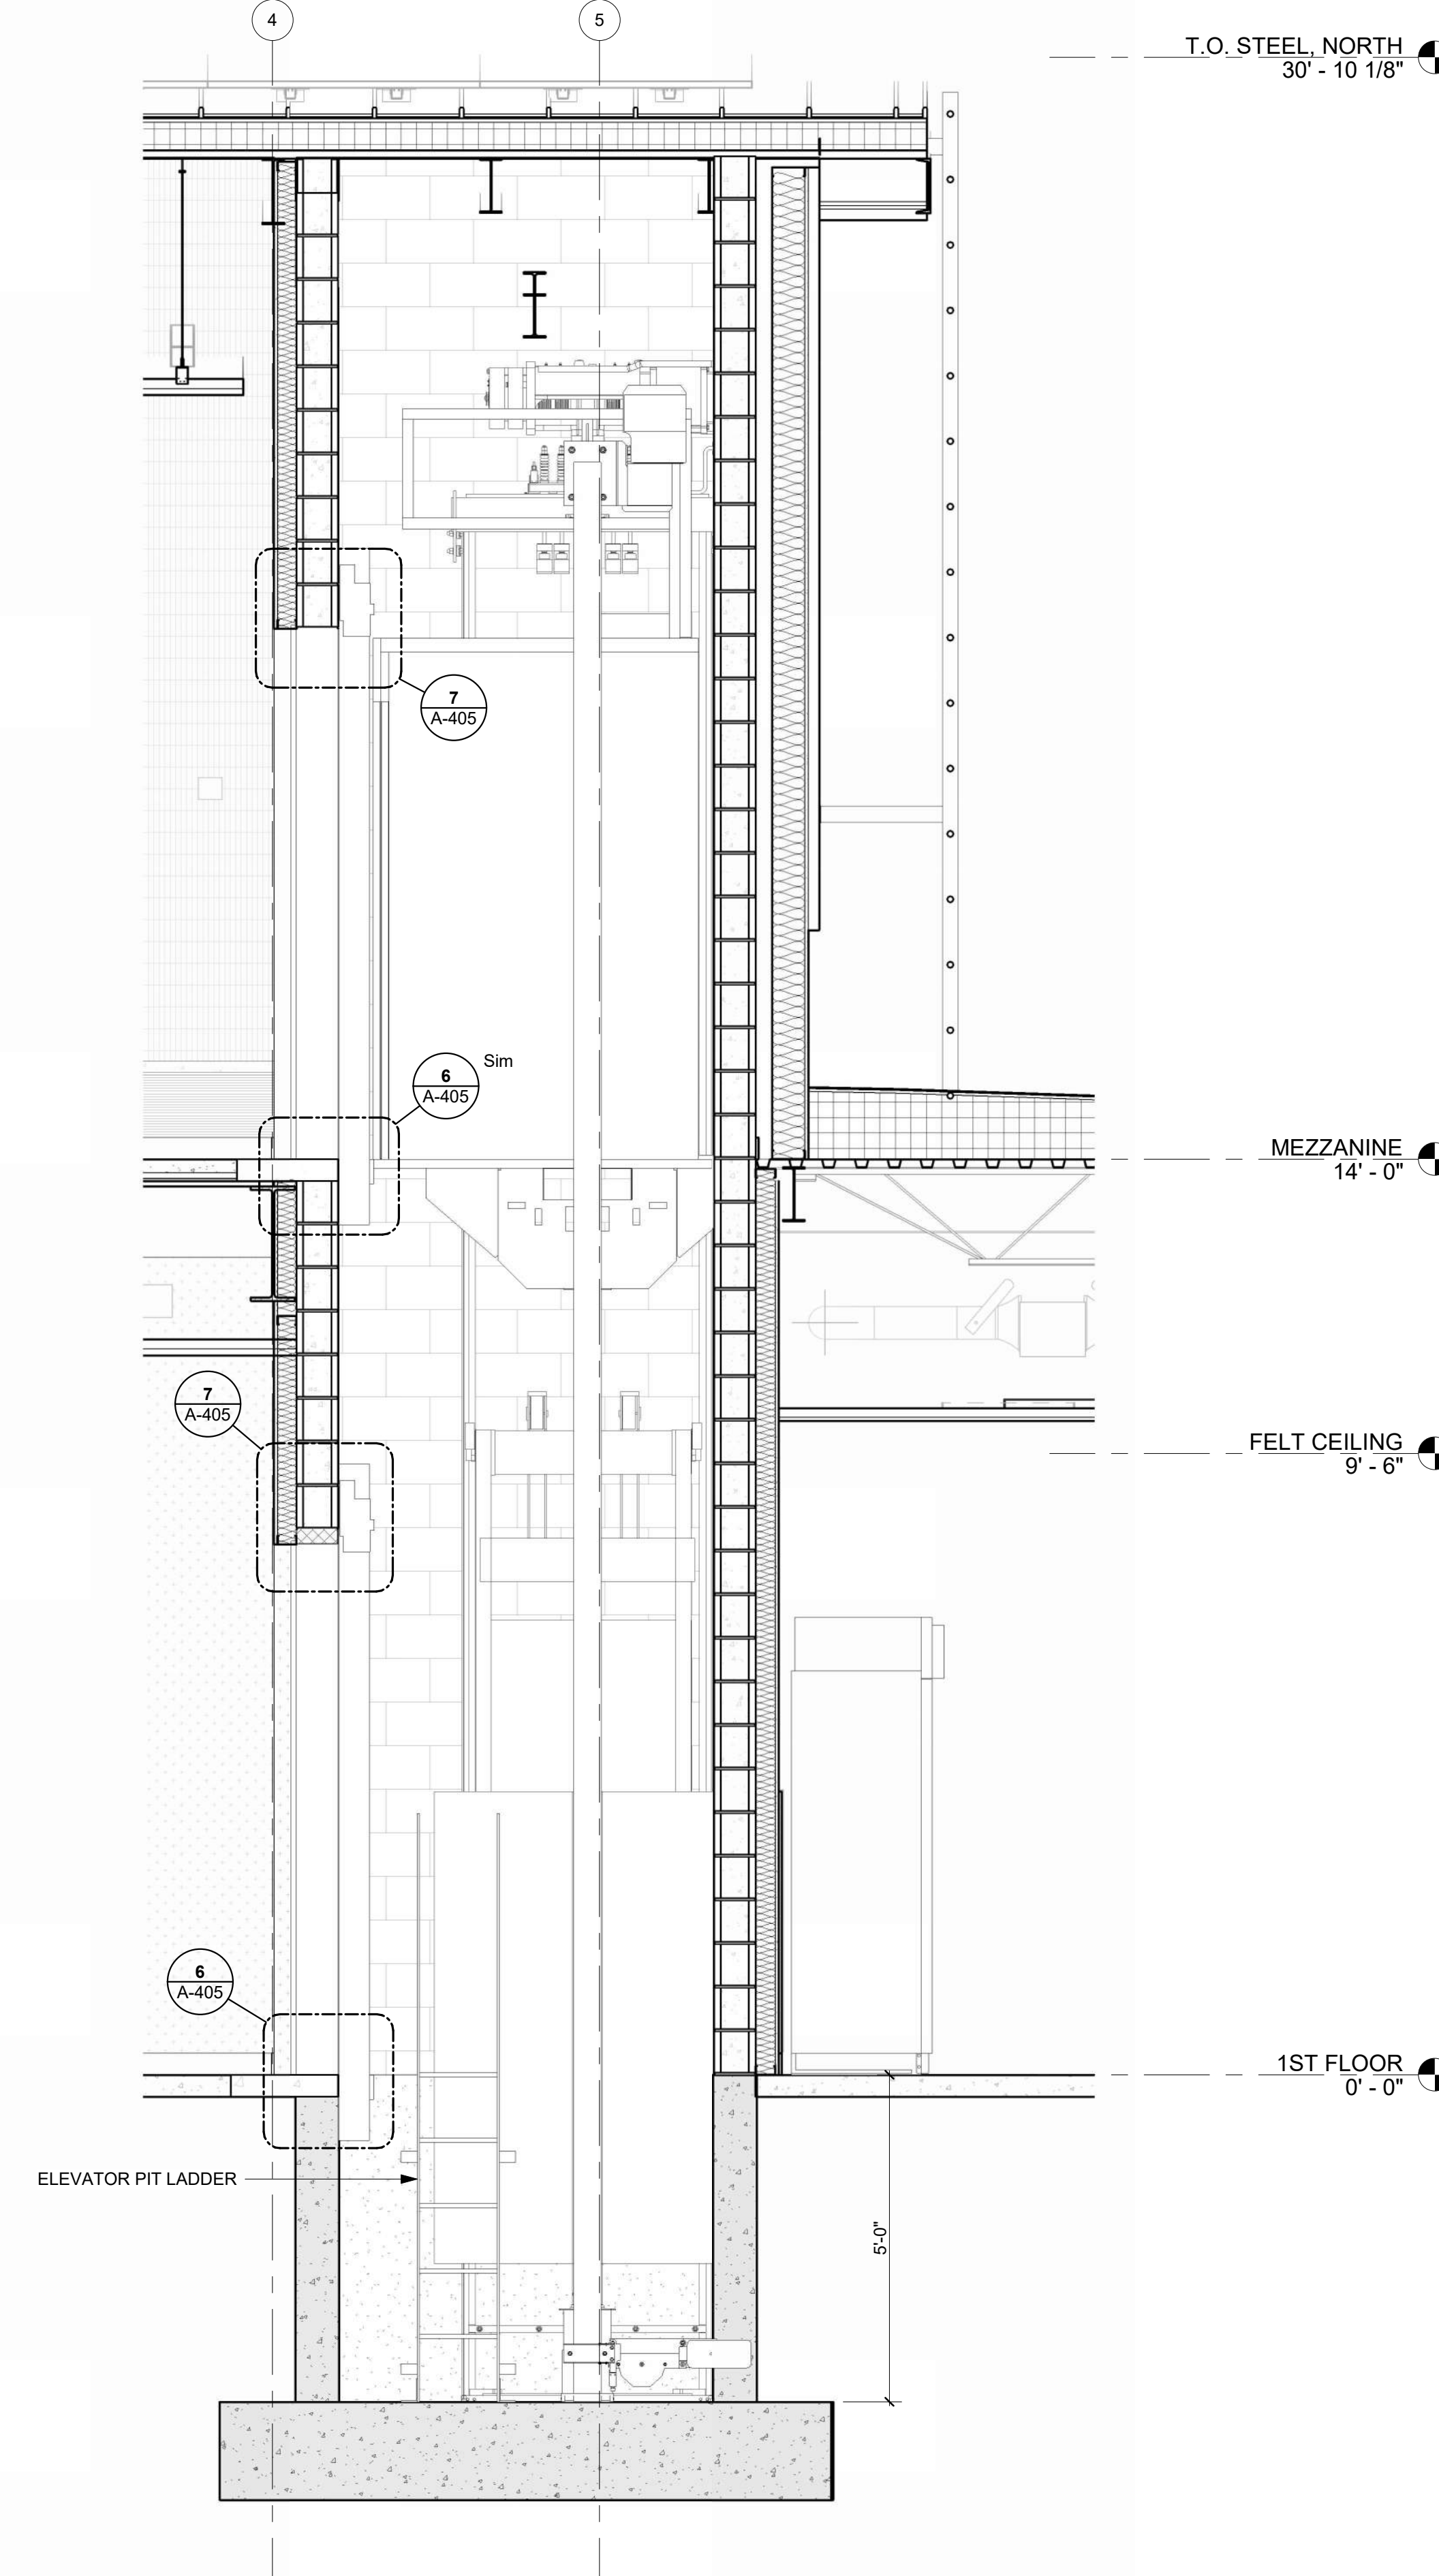 4
5
T.O. STEEL, NORTH
30' - 10 1/8"
7
A-405
Sim
6
A-405
MEZZANINE
14' - 0"
7
A-405
FELT CEILING
9' - 6"
6
A-405
1ST FLOOR
0' - 0"
ELEVATOR PIT LADDER
5'-0"